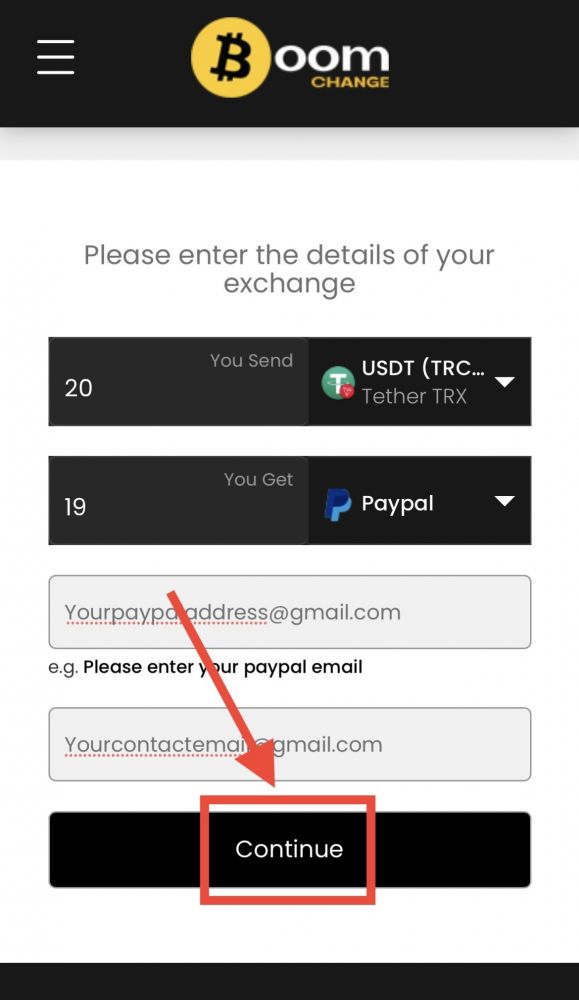 Boom
CHANGE
Please enter the details of your
exchange
You Send
20
USDT (TRC...
Tether TRX
You Get
19
Paypal
Yourpaypaladdress@gmail.com
e.g. Please enter your paypal email
Yourcontactemail@gmail.com
Continue